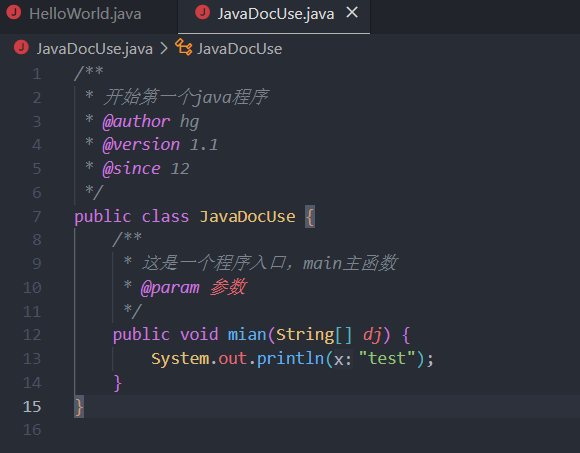 HelloWorld.java JavaDocUse.java ×
JavaDocUse.java > JavaDocUse
1 /**
2 * 开始第一个java程序
3 * @author hg
4 * @version 1.1
5 * @since 12
6 */
7 public class JavaDocUse {
8 /**
9 * 这是一个程序入口，main主函数
10 * @param 参数
11 */
12 public void mian(String[] dj) {
13 System.out.println(x: "test");
14 }
15 }
16